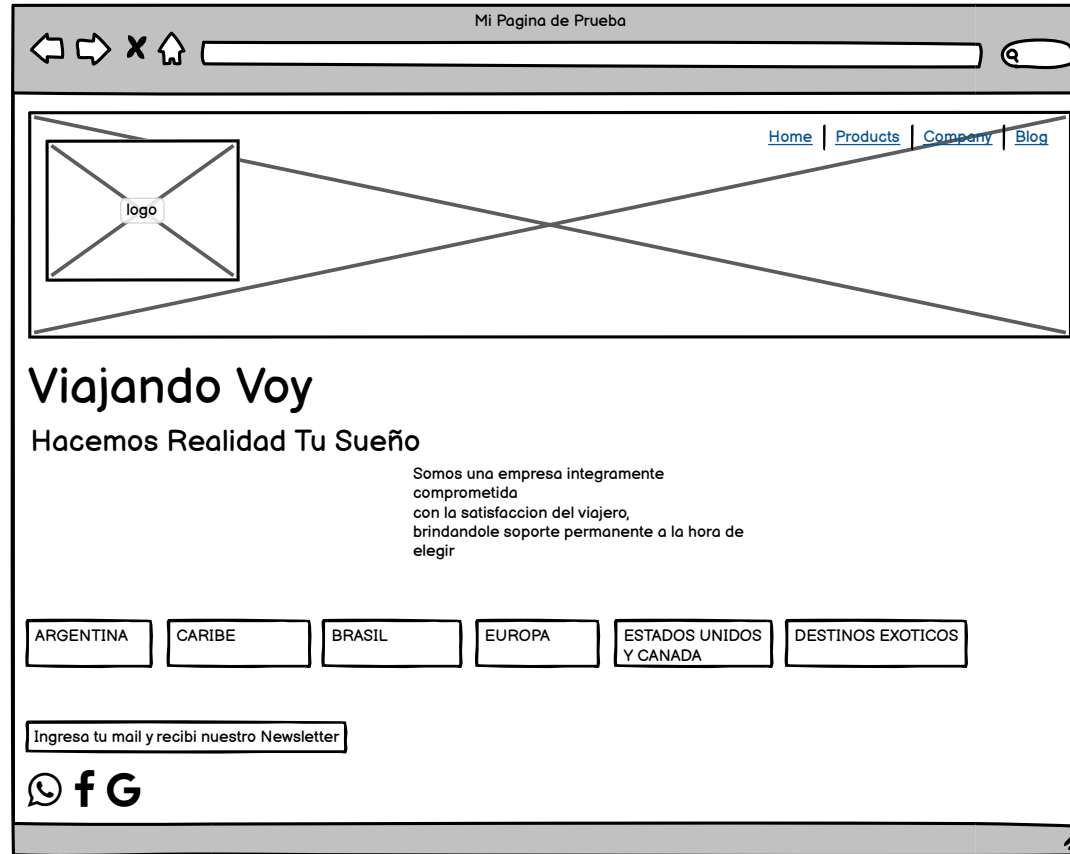 Mi Pagina de Prueba
Home Products Company Blog
logo
Viajando Voy
Hacemos Realidad Tu Sueño
Somos una empresa integramente
comprometida
con la satisfaccion del viajero,
brindandole soporte permanente a la hora de
elegir
ARGENTINA
CARIBE
BRASIL
EUROPA
ESTADOS UNIDOS
Y CANADA
DESTINOS EXOTICOS
Ingresa tu mail y recibi nuestro Newsletter